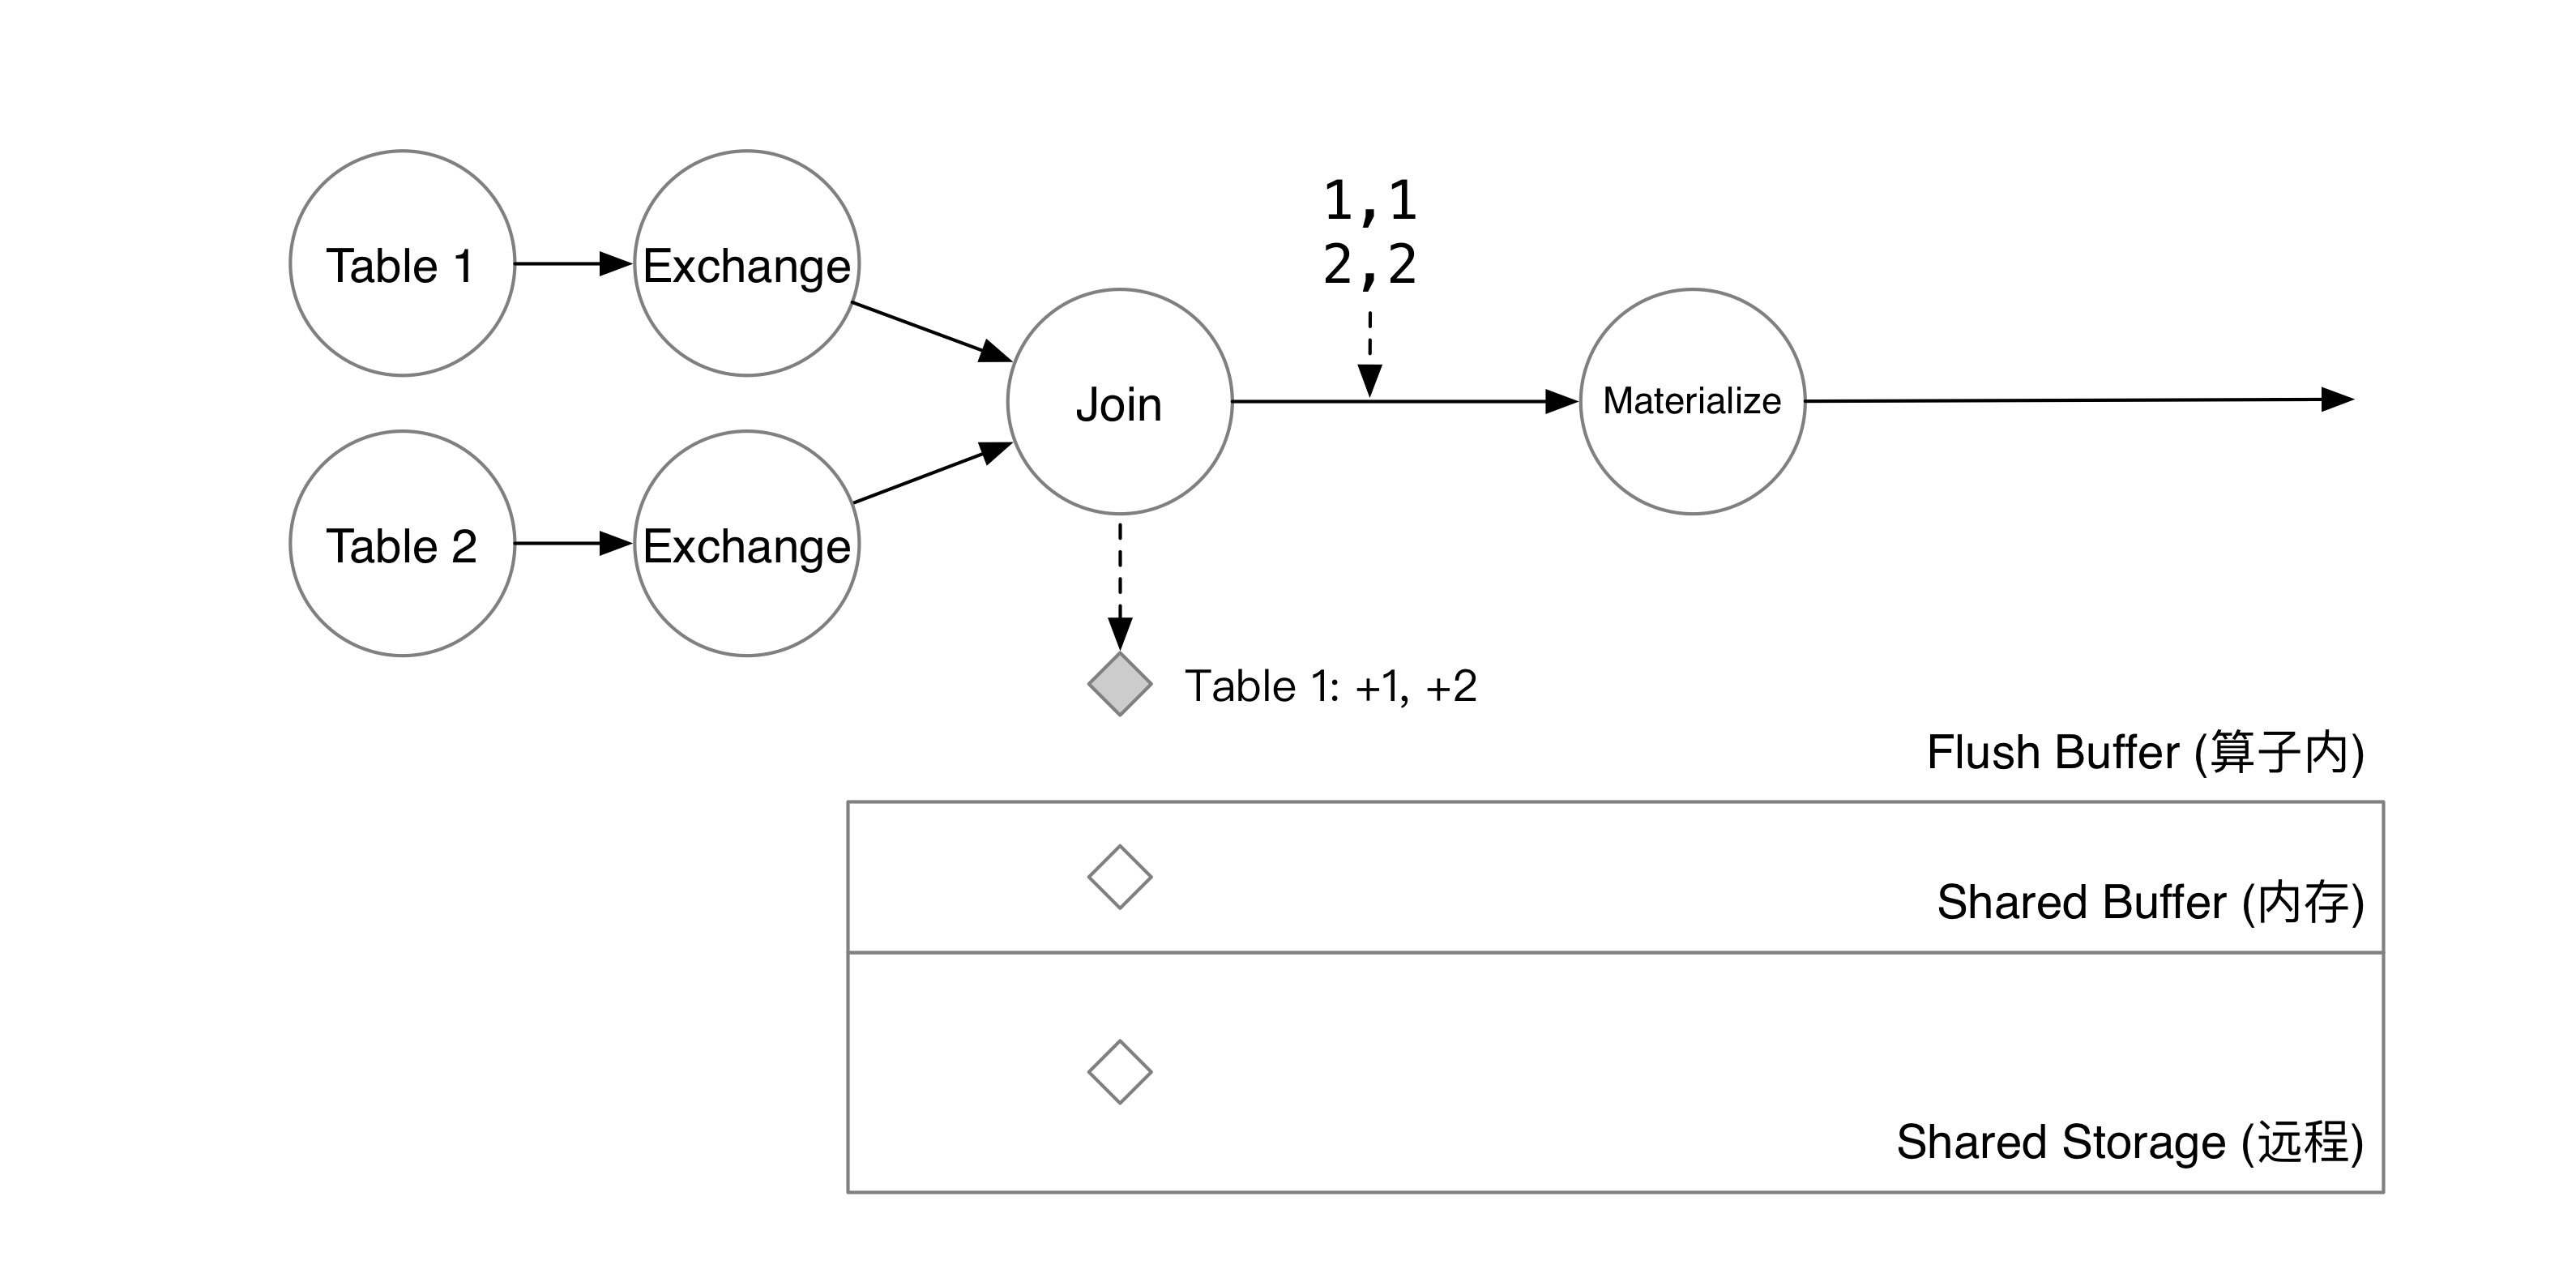 Table 1
Exchange
1,1
2,2
Join
Materialize
Table 2
Exchange
Table 1: +1, +2
Flush Buffer (算子内)
Shared Buffer (内存)
Shared Storage (远程)